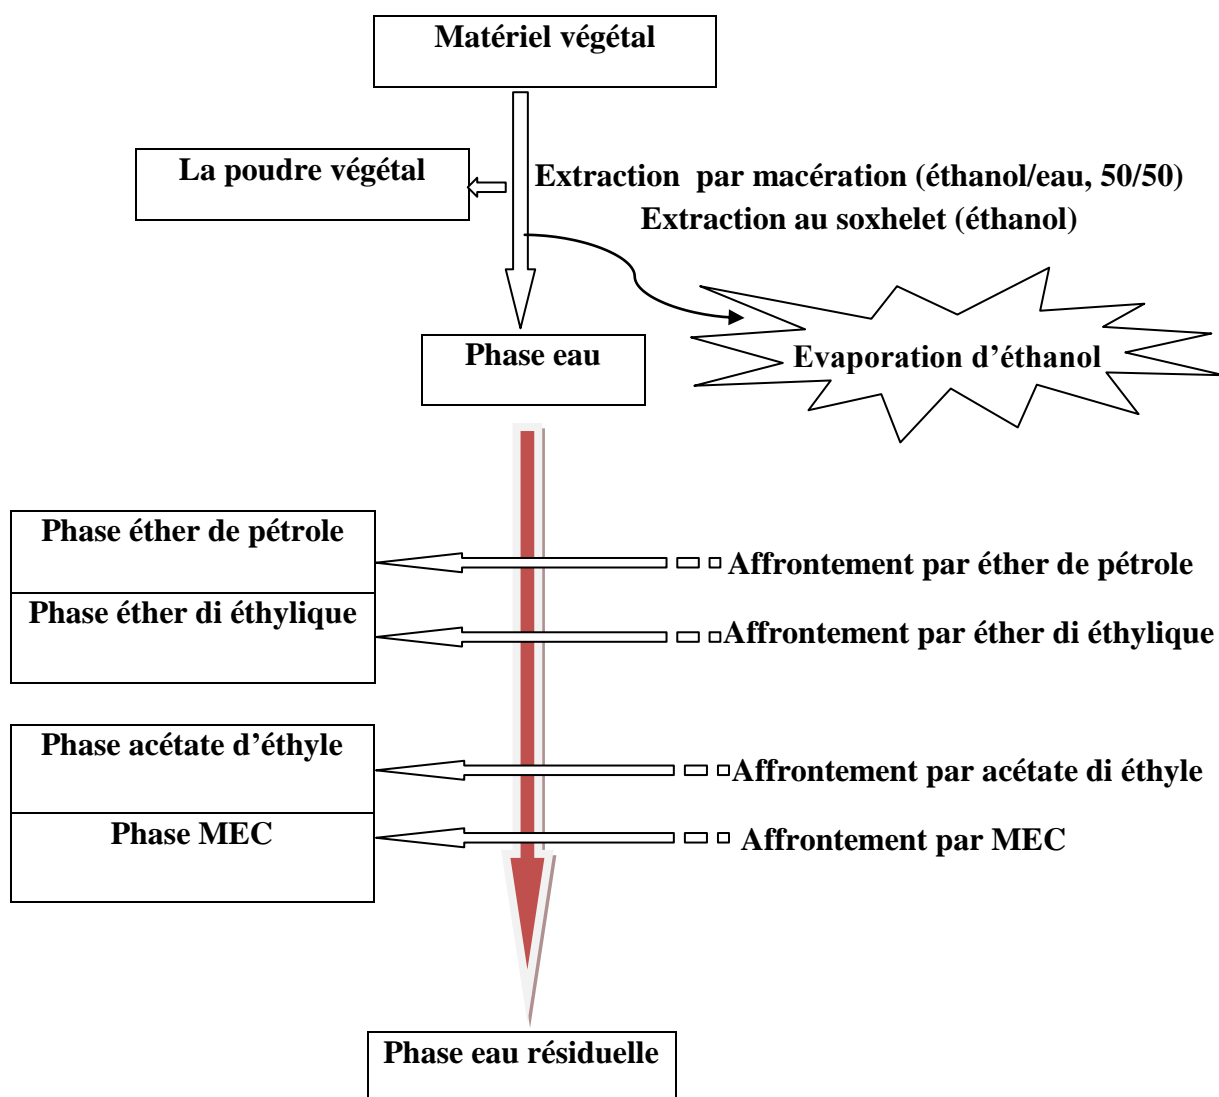 Matériel végétal
La poudre végétal
Extraction  par macération (éthanol/eau, 50/50)
Extraction au soxhelet (éthanol)
Phase eau
Evaporation d’éthanol
Phase éther de pétrole
Affrontement par éther de pétrole
Phase éther di éthylique
Affrontement par éther di éthylique
Phase acétate d’éthyle
Affrontement par acétate di éthyle
Phase MEC
Affrontement par MEC
Phase eau résiduelle